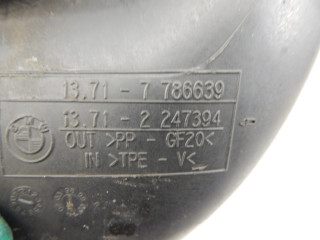 13.71 - 7 786639
13.71 - 2 247394
OUT >PP - GF20<
IN >TPE - V<